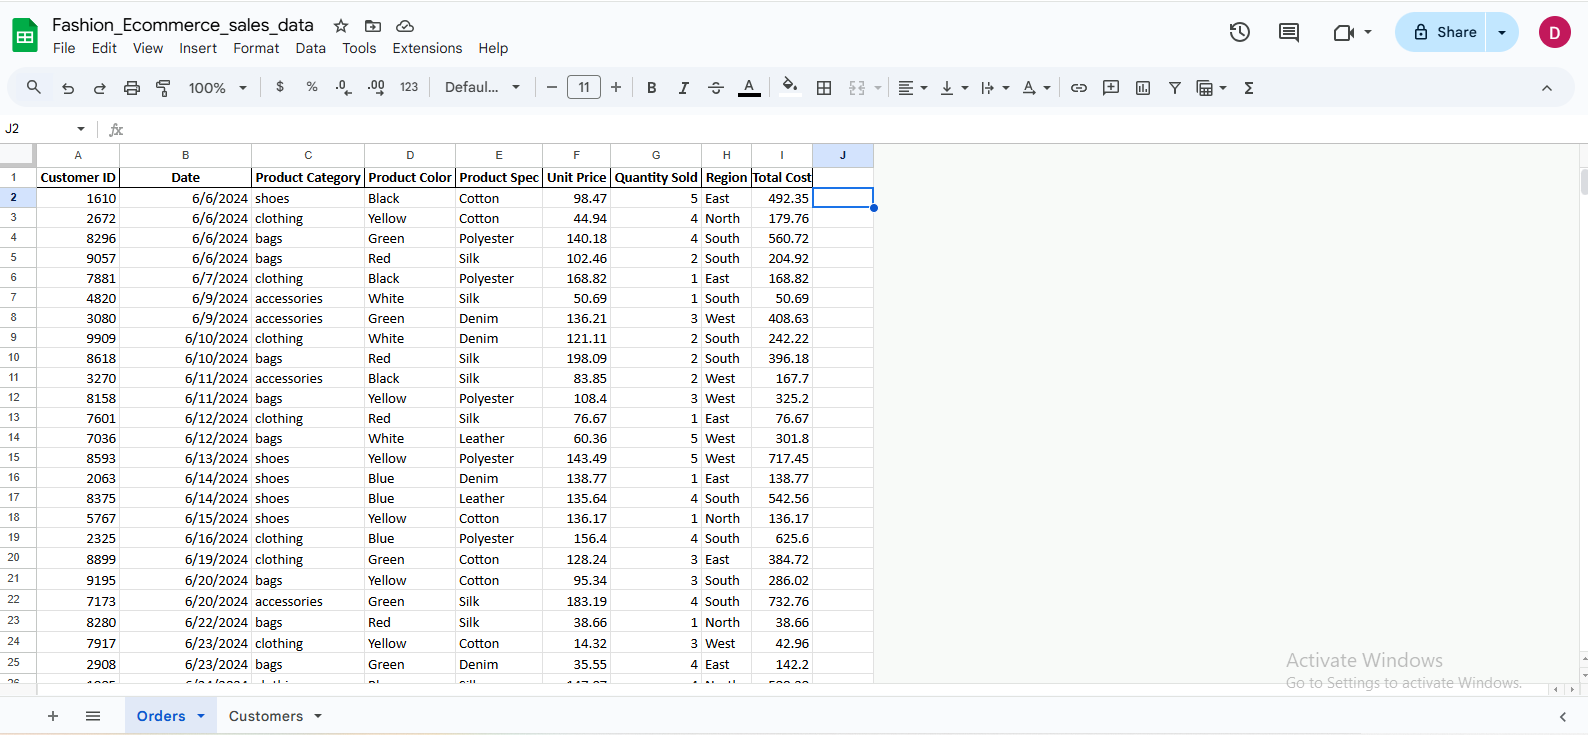 Fashion_Ecommerce_sales_data
File Edit View Insert Format Data Tools Extensions Help
Share
D
100% $ % .0 .00 123 Defaul... 11 B I S A A Σ
J2 fx
A B C D E F G H I J
1 Customer ID Date Product Category Product Color Product Spec Unit Price Quantity Sold Region Total Cost
2 1610 6/6/2024 shoes Black Cotton 98.47 5 East 492.35
3 2672 6/6/2024 clothing Yellow Cotton 44.94 4 North 179.76
4 8296 6/6/2024 bags Green Polyester 140.18 4 South 560.72
5 9057 6/6/2024 bags Red Silk 102.46 2 South 204.92
6 7881 6/7/2024 clothing Black Polyester 168.82 1 East 168.82
7 4820 6/9/2024 accessories White Silk 50.69 1 South 50.69
8 3080 6/9/2024 accessories Green Denim 136.21 3 West 408.63
9 9909 6/10/2024 clothing White Denim 121.11 2 South 242.22
10 8618 6/10/2024 bags Red Silk 198.09 2 South 396.18
11 3270 6/11/2024 accessories Black Silk 83.85 2 West 167.7
12 8158 6/11/2024 bags Yellow Polyester 108.4 3 West 325.2
13 7601 6/12/2024 clothing Red Silk 76.67 1 East 76.67
14 7036 6/12/2024 bags White Leather 60.36 5 West 301.8
15 8593 6/13/2024 shoes Yellow Polyester 143.49 5 West 717.45
16 2063 6/14/2024 shoes Blue Denim 138.77 1 East 138.77
17 8375 6/14/2024 shoes Blue Leather 135.64 4 South 542.56
18 5767 6/15/2024 shoes Yellow Cotton 136.17 1 North 136.17
19 2325 6/16/2024 clothing Blue Polyester 156.4 4 South 625.6
20 8899 6/19/2024 clothing Green Cotton 128.24 3 East 384.72
21 9195 6/20/2024 bags Yellow Cotton 95.34 3 South 286.02
22 7173 6/20/2024 accessories Green Silk 183.19 4 South 732.76
23 8280 6/22/2024 bags Red Silk 38.66 1 North 38.66
24 7917 6/23/2024 clothing Yellow Cotton 14.32 3 West 42.96
25 2908 6/23/2024 bags Green Denim 35.55 4 East 142.2
Activate Windows
Go to Settings to activate Windows.
Orders Customers